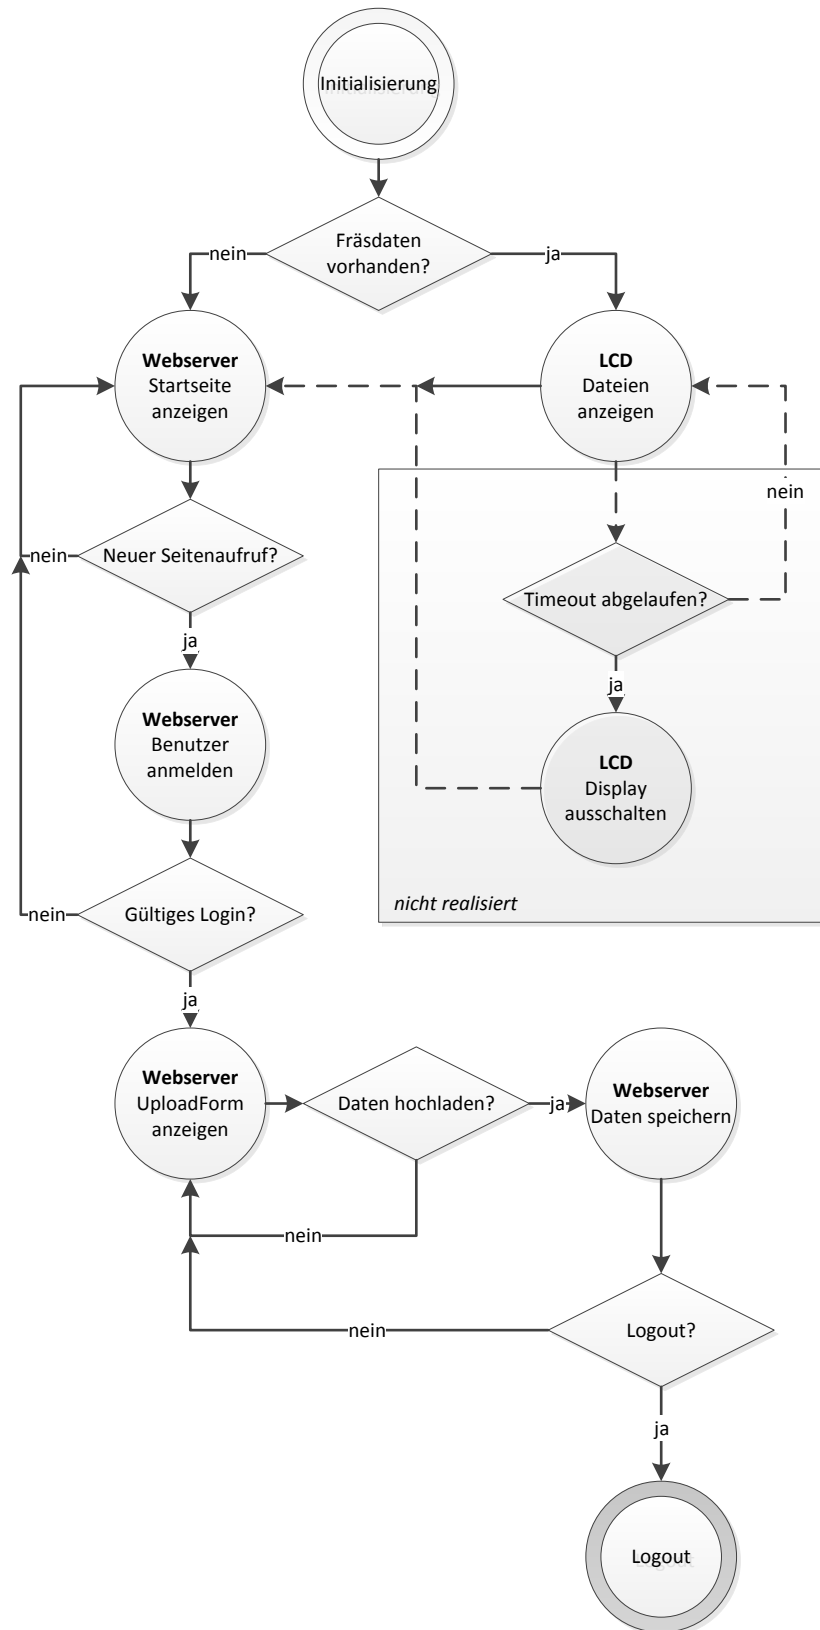 Initialisierung
Fräsdaten
vorhanden?
nein
ja
Webserver
Startseite
anzeigen
LCD
Dateien
anzeigen
nein
Neuer Seitenaufruf?
nein
Timeout abgelaufen?
ja
ja
Webserver
Benutzer
anmelden
LCD
Display
ausschalten
nicht realisiert
Gültiges Login?
nein
ja
Webserver
UploadForm
anzeigen
Daten hochladen?
ja
Webserver
Daten speichern
nein
nein
Logout?
ja
Logout